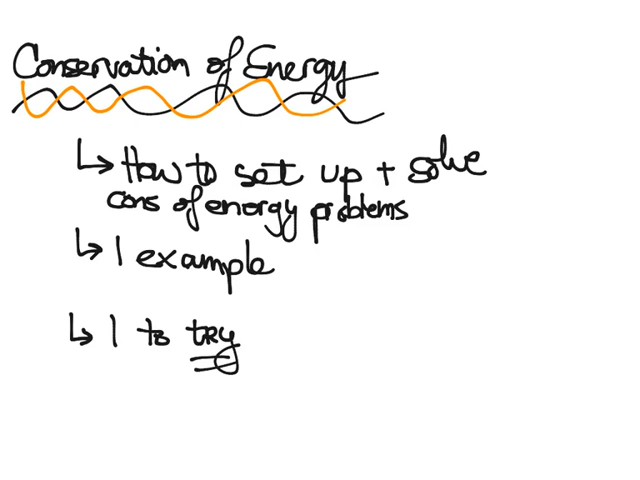 Conservation of Energy
↳ How to set up + solve
cons of energy problems
↳ 1 example
↳ 1 to try